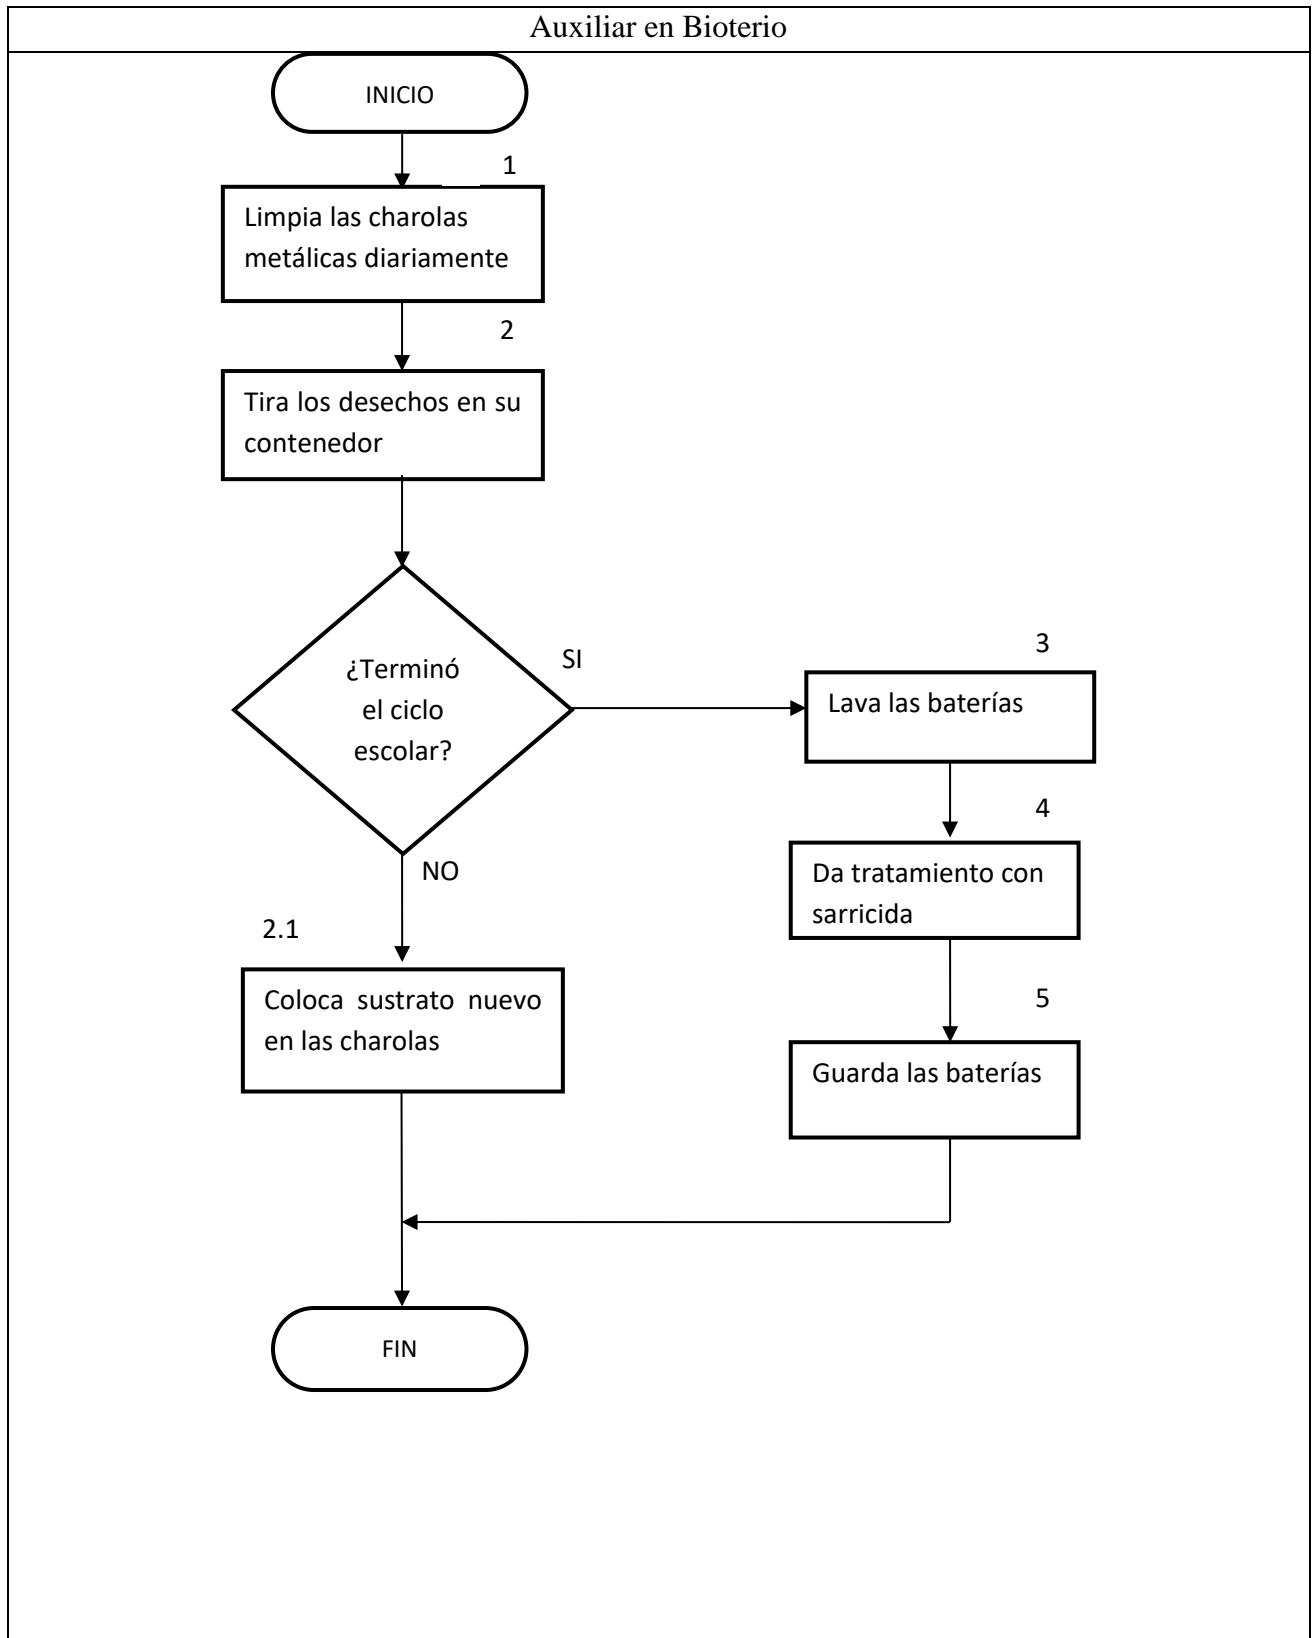 Auxiliar en Bioterio
INICIO
1
Limpia las charolas
metálicas diariamente
2
Tira los desechos en su
contenedor
¿Terminó
el ciclo
escolar?
SI
NO
2.1
Coloca sustrato nuevo
en las charolas
3
Lava las baterías
4
Da tratamiento con
sarricida
5
Guarda las baterías
FIN